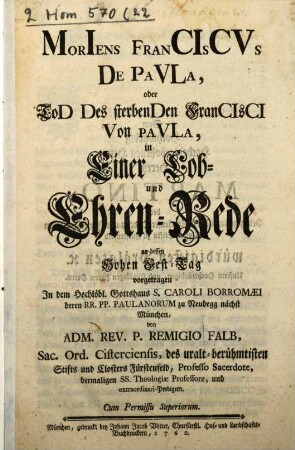 2 Hom 570 (22
MorIens FranCIsCVs
De PaVLa,
oder
ToD Des sterbenDen FranCIsCI
Von PAVLA,
in
Einer Lob-
und
Ehren-Rede
an dessen
Hohen Fest-Tag
vorgetragen
In dem Hochlöbl. Gottshaus S. CAROLI BORROMÆI
deren RR. PP. PAULANORUM zu Neudegg nächst
München,
von
ADM. REV. P. REMIGIO FALB,
Sac. Ord. Cisterciensis, des uralt-berühmtisten
Stifts und Closters Fürstenfeld, Professo Sacerdote,
dermaligen SS. Theologiæ Professore, und
extraordinari-Predigern.
Cum Permissu Superiorum.
München, gedruckt bey Johann Jacob Vötter, Churfürstl. Hof- und Landschaft-
Buchdruckern, 1762.